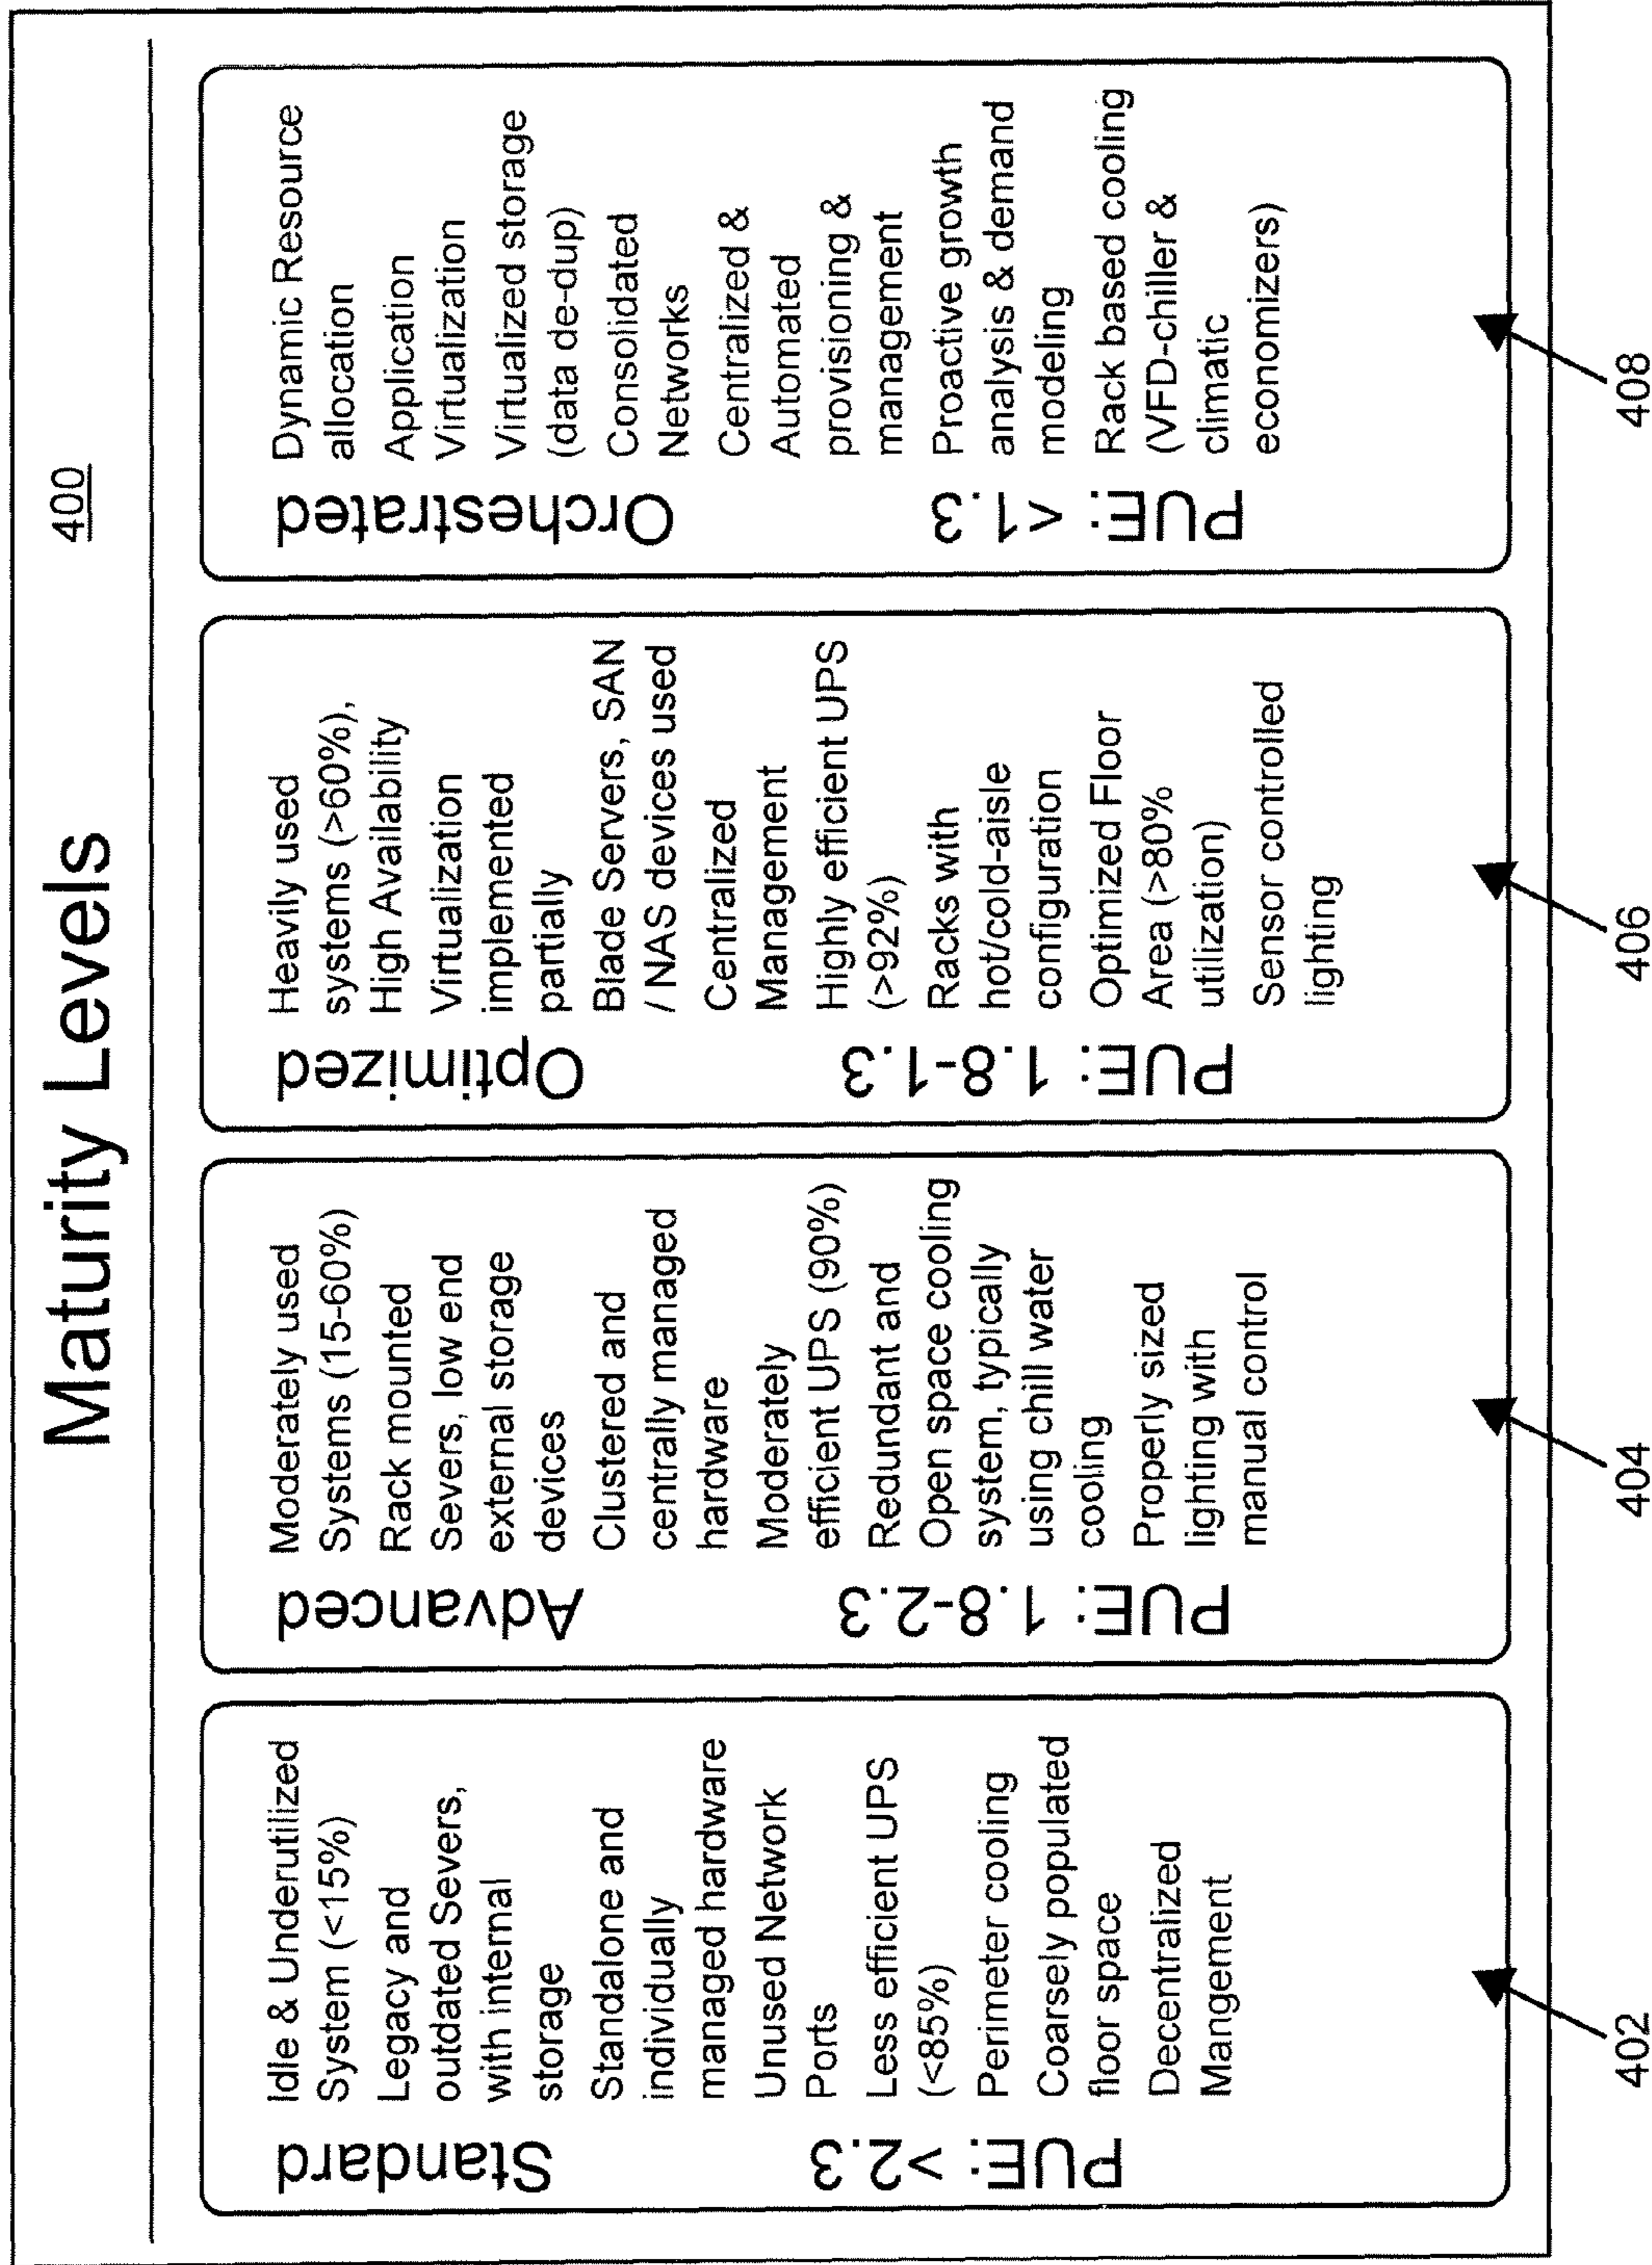 Maturity Levels
400
Standard
PUE: >2.3
Idle & Underutilized
System (<15%)
Legacy and
outdated Severs,
with internal
storage
Standalone and
individually
managed hardware
Unused Network
Ports
Less efficient UPS
(<85%)
Perimeter cooling
Coarsely populated
floor space
Decentralized
Mangement
402
Advanced
PUE: 1.8-2.3
Moderately used
Systems (15-60%)
Rack mounted
Severs, low end
external storage
devices
Clustered and
centrally managed
hardware
Moderately
efficient UPS (90%)
Redundant and
Open space cooling
system, typically
using chill water
cooling
Properly sized
lighting with
manual control
404
Optimized
PUE: 1.8-1.3
Heavily used
systems (>60%),
High Availability
Virtualization
implemented
partially
Blade Servers, SAN
/ NAS devices used
Centralized
Management
Highly efficient UPS
(>92%)
Racks with
hot/cold-aisle
configuration
Optimized Floor
Area (>80%
utilization)
Sensor controlled
lighting
406
Orchestrated
PUE: <1.3
Dynamic Resource
allocation
Application
Virtualization
Virtualized storage
(data de-dup)
Consolidated
Networks
Centralized &
Automated
provisioning &
management
Proactive growth
analysis & demand
modeling
Rack based cooling
(VFD-chiller &
climatic
economizers)
408